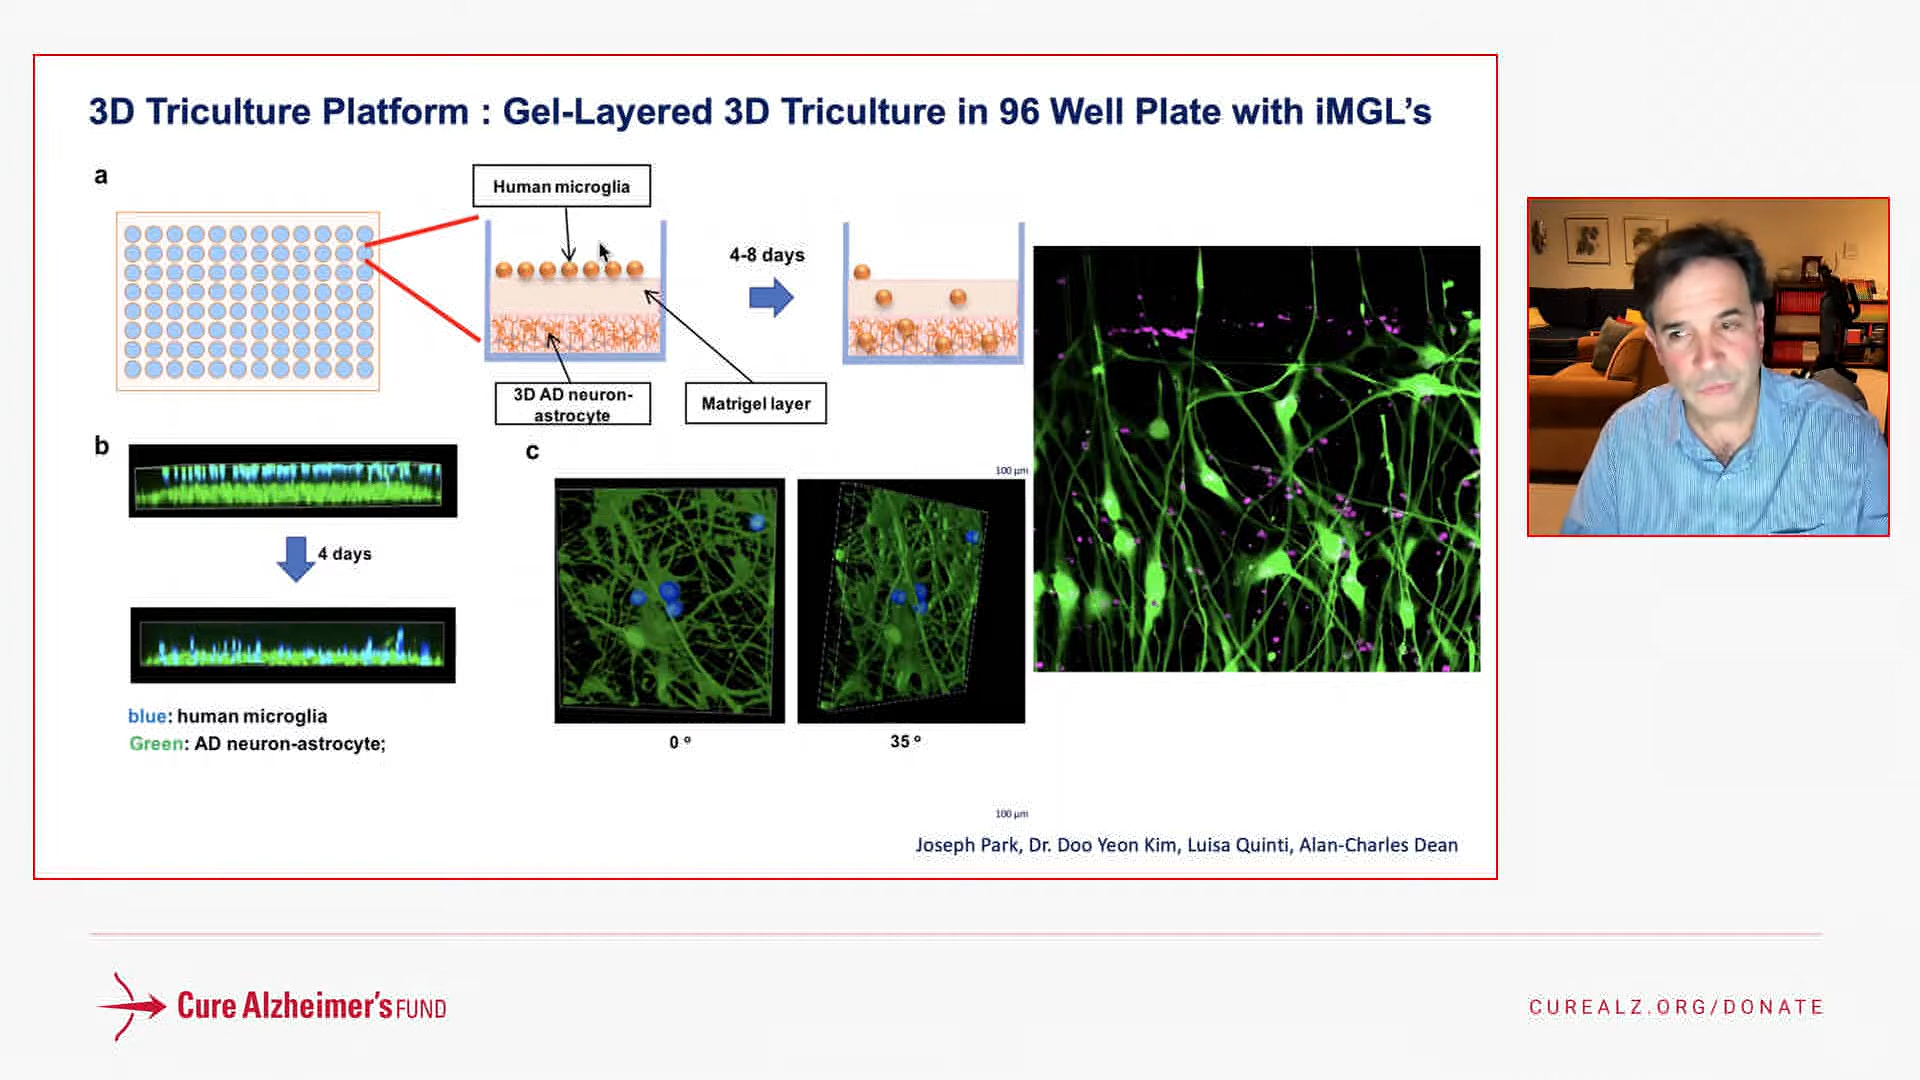 3D Triculture Platform : Gel-Layered 3D Triculture in 96 Well Plate with iMGL's
a
Human microglia
4-8 days
3D AD neuron-
astrocyte
Matrigel layer
b
4 days
blue: human microglia
Green: AD neuron-astrocyte;
c
100 µm
0 º
35 º
100 µm
Joseph Park, Dr. Doo Yeon Kim, Luisa Quinti, Alan-Charles Dean
Cure Alzheimer's FUND
CUREALZ.ORG/DONATE